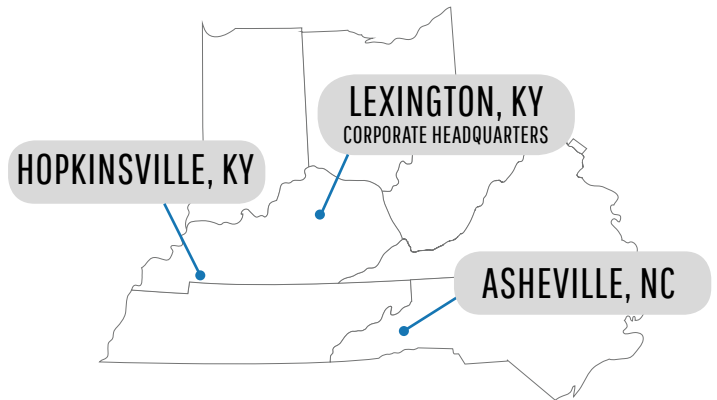 LEXINGTON, KY
CORPORATE HEADQUARTERS
HOPKINSVILLE, KY
ASHEVILLE, NC